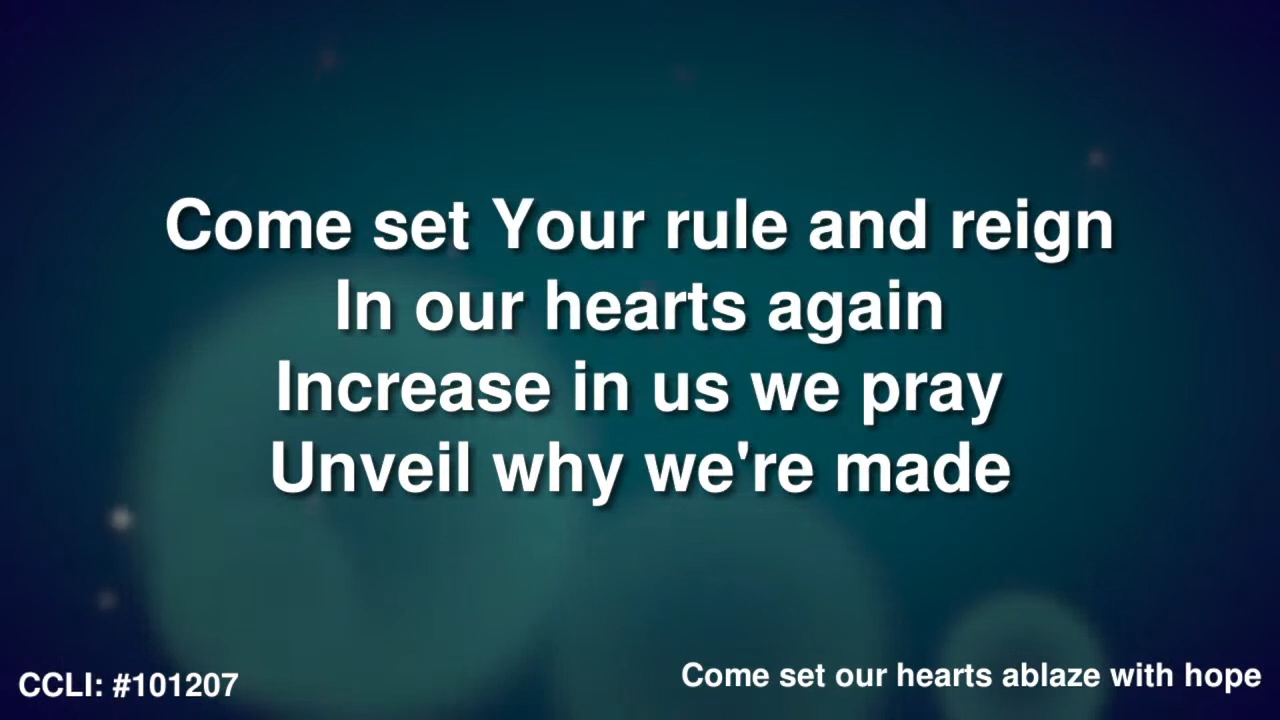 Come set Your rule and reign
In our hearts again
Increase in us we pray
Unveil why we're made
CCLI: #101207
Come set our hearts ablaze with hope